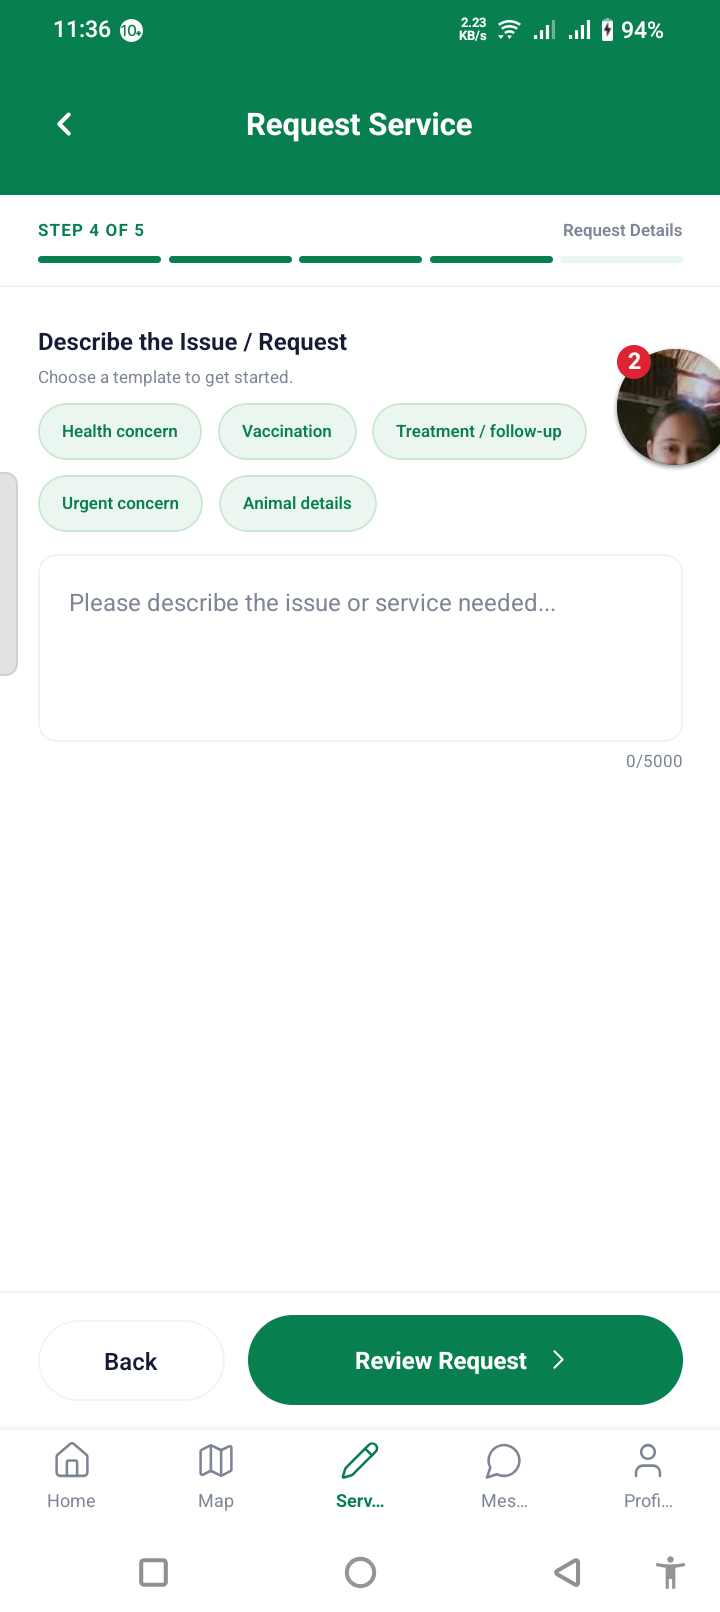 11:36 10+ 2.23 KB/s 94%
Request Service
STEP 4 OF 5 Request Details
Describe the Issue / Request
2
Choose a template to get started.
Health concern Vaccination Treatment / follow-up
Urgent concern Animal details
Please describe the issue or service needed...
0/5000
Back Review Request
Home Map Serv... Mes... Profi...